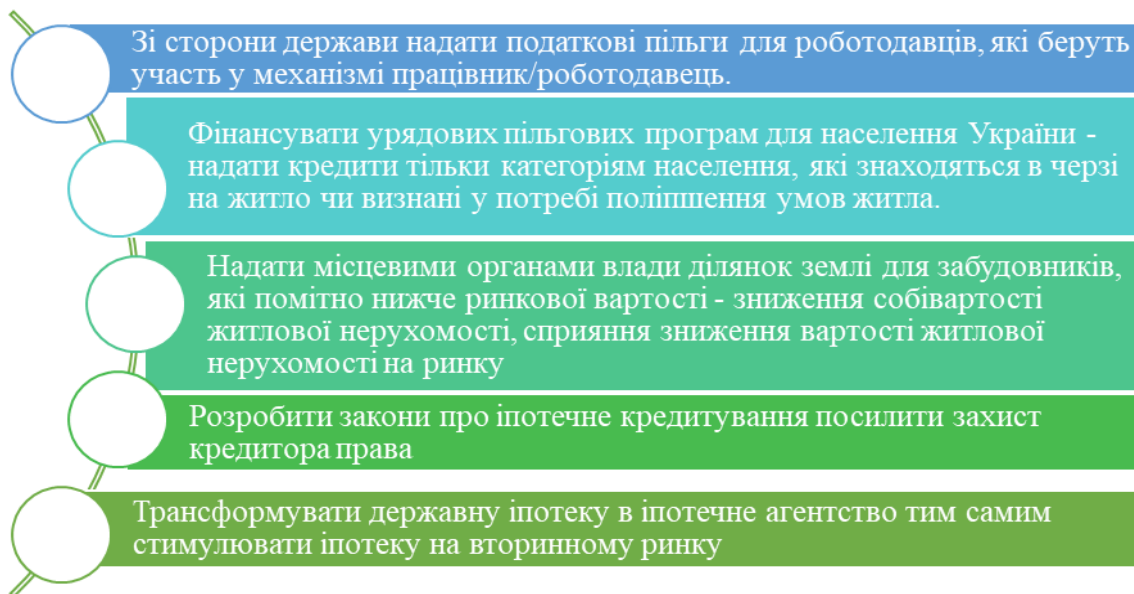 Зі сторони держави надати податкові пільги для роботодавців, які беруть
участь у механізмі працівник/роботодавець.
Фінансувати урядових пільгових програм для населення України -
надати кредити тільки категоріям населення, які знаходяться в черзі
на житло чи визнані у потребі поліпшення умов житла.
Надати місцевими органами влади ділянок землі для забудовників,
які помітно нижче ринкової вартості - зниження собівартості
житлової нерухомості, сприяння зниження вартості житлової
нерухомості на ринку
Розробити закони про іпотечне кредитування посилити захист
кредитора права
Трансформувати державну іпотеку в іпотечне агентство тим самим
стимулювати іпотеку на вторинному ринку